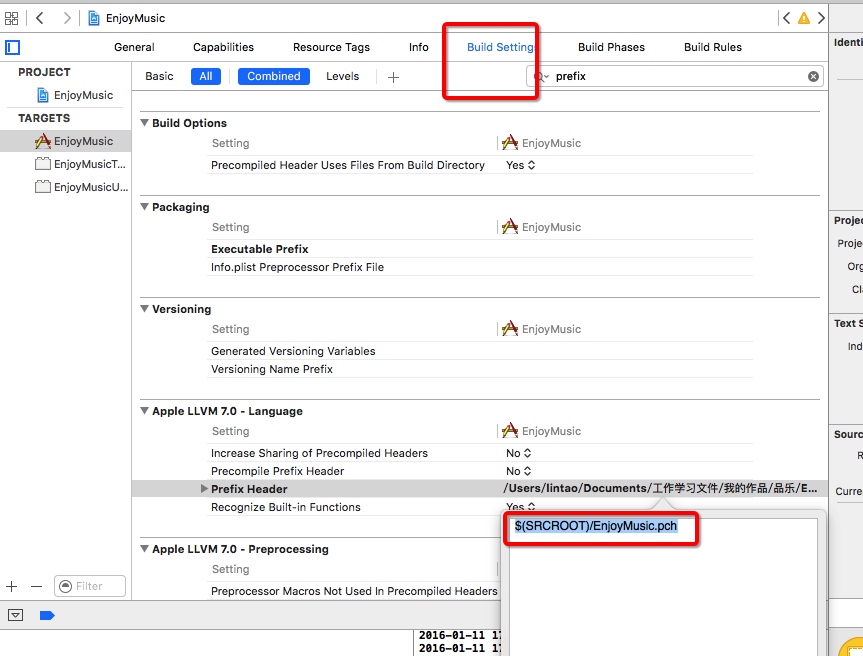 EnjoyMusic
General Capabilities Resource Tags Info Build Setting Build Phases Build Rules
Identi
PROJECT
Basic All Combined Levels prefix
EnjoyMusic
TARGETS
EnjoyMusic
EnjoyMusicT...
EnjoyMusicU...
Build Options
Setting EnjoyMusic
Precompiled Header Uses Files From Build Directory Yes
Packaging
Setting EnjoyMusic
Executable Prefix
Info.plist Preprocessor Prefix File
Projec
Proje
Org
Cla
Versioning
Setting EnjoyMusic
Generated Versioning Variables
Versioning Name Prefix
Text S
Ind
Apple LLVM 7.0 - Language
Setting EnjoyMusic
Increase Sharing of Precompiled Headers No
Precompile Prefix Header No
Prefix Header /Users/lintao/Documents/工作学习文件/我的作品/品乐/E...
Recognize Built-in Functions Yes
Sourc
R
Curre
$(SRCROOT)/EnjoyMusic.pch
Apple LLVM 7.0 - Preprocessing
Setting
Preprocessor Macros Not Used In Precompiled Headers
Filter
2016-01-11 1
2016-01-11 1